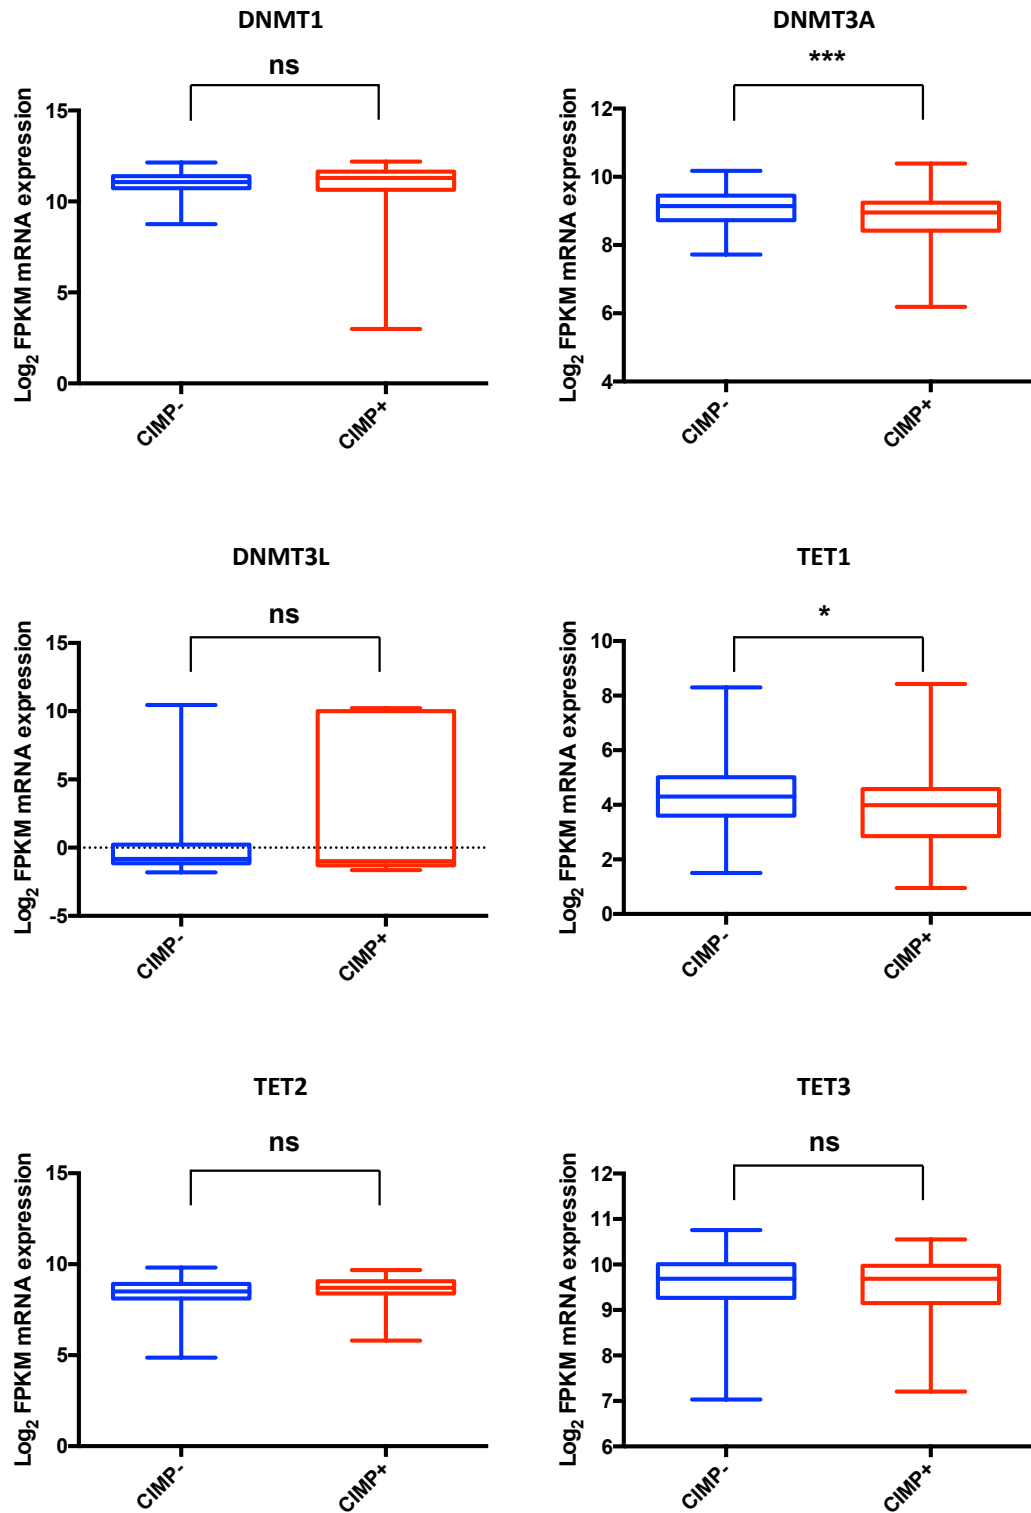 DNMT1
ns
Log2 FPKM mRNA expression
15
10
5
0
CIMP-
CIMP+
DNMT3A
***
Log2 FPKM mRNA expression
12
10
8
6
4
CIMP-
CIMP+
DNMT3L
ns
Log2 FPKM mRNA expression
15
10
5
0
-5
CIMP-
CIMP+
TET1
*
Log2 FPKM mRNA expression
10
8
6
4
2
0
CIMP-
CIMP+
TET2
ns
Log2 FPKM mRNA expression
15
10
5
0
CIMP-
CIMP+
TET3
ns
Log2 FPKM mRNA expression
12
11
10
9
8
7
6
CIMP-
CIMP+